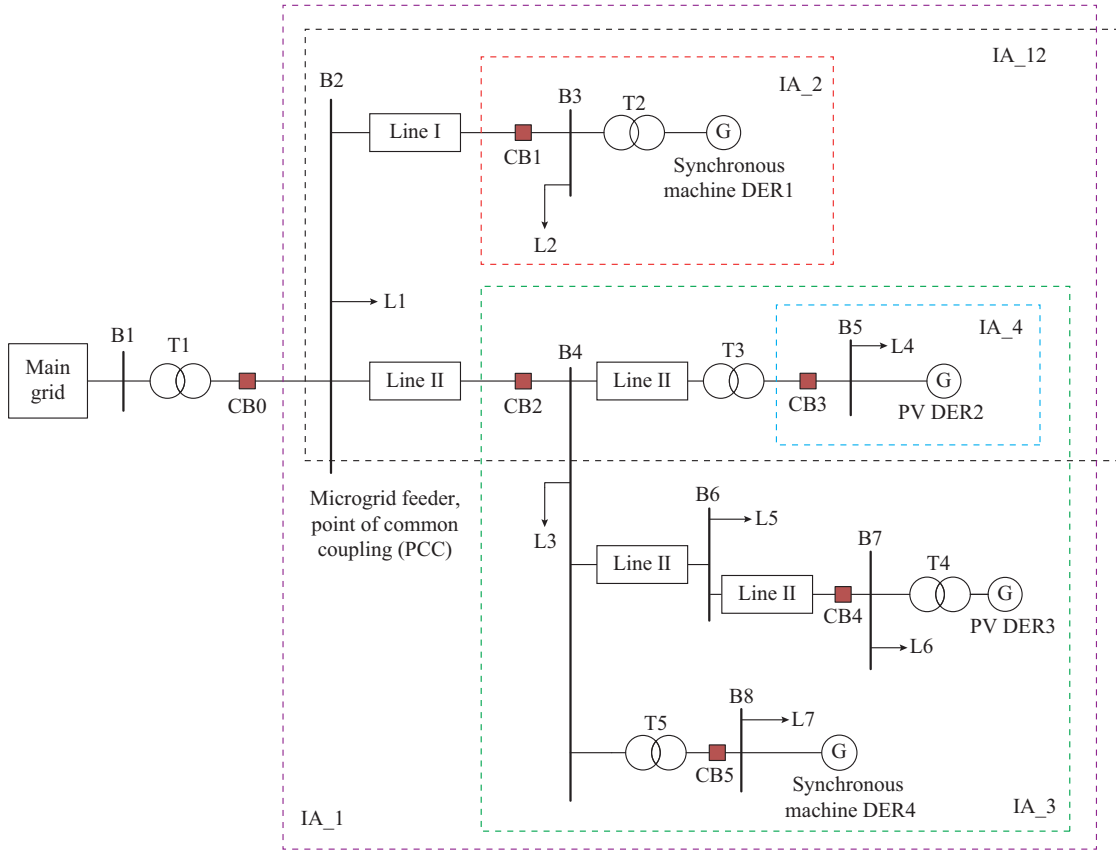 IA_12
B2
IA_2
B3
T2
Line I
G
CB1
Synchronous
machine DER1
L2
L1
B1
T1
Main
grid
CB0
Line II
CB2
B4
Line II
T3
CB3
B5
IA_4
L4
G
PV DER2
Microgrid feeder,
point of common
coupling (PCC)
L3
B6
L5
Line II
Line II
CB4
B7
T4
G
PV DER3
L6
B8
L7
T5
CB5
G
Synchronous
machine DER4
IA_3
IA_1